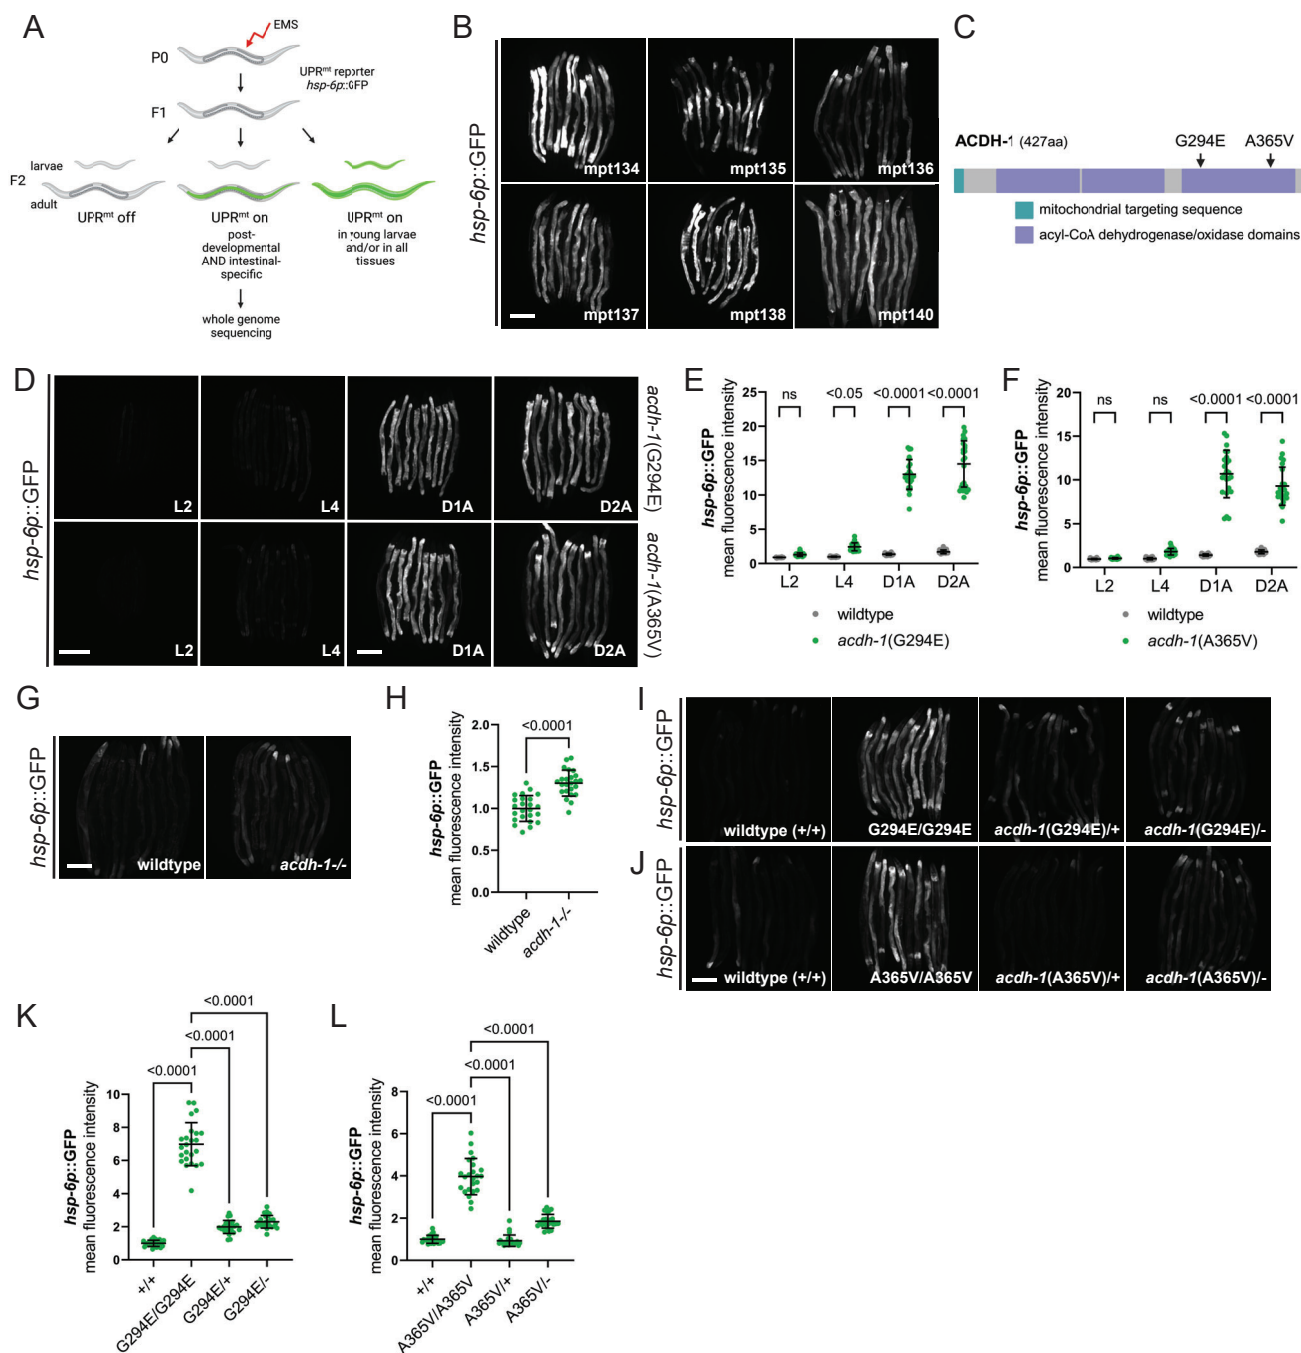 A
EMS
P0
UPRmt reporter
hsp-6p::GFP
F1
larvae
F2
adult
UPRmt off
UPRmt on
post-
developmental
AND intestinal-
specific
UPRmt on
in young larvae
and/or in all
tissues
whole genome
sequencing
B
hsp-6p::GFP
mpt134
mpt135
mpt136
mpt137
mpt138
mpt140
C
ACDH-1 (427aa)
G294E
A365V
mitochondrial targeting sequence
acyl-CoA dehydrogenase/oxidase domains
D
hsp-6p::GFP
L2
L4
D1A
D2A
acdh-1(G294E)
L2
L4
D1A
D2A
acdh-1(A365V)
E
hsp-6p::GFP
mean fluorescence intensity
25
20
15
10
5
0
ns
<0.05
<0.0001
<0.0001
L2
L4
D1A
D2A
wildtype
acdh-1(G294E)
F
hsp-6p::GFP
mean fluorescence intensity
20
15
10
5
0
ns
ns
<0.0001
<0.0001
L2
L4
D1A
D2A
wildtype
acdh-1(A365V)
G
hsp-6p::GFP
wildtype
acdh-1-/-
H
hsp-6p::GFP
mean fluorescence intensity
2.0
1.5
1.0
0.5
0.0
<0.0001
wildtype
acdh-1-/-
I
hsp-6p::GFP
wildtype (+/+)
G294E/G294E
acdh-1(G294E)/+
acdh-1(G294E)/-
J
hsp-6p::GFP
wildtype (+/+)
A365V/A365V
acdh-1(A365V)/+
acdh-1(A365V)/-
K
hsp-6p::GFP
mean fluorescence intensity
10
8
6
4
2
0
<0.0001
<0.0001
<0.0001
+/+
G294E/G294E
G294E/+
G294E/-
L
hsp-6p::GFP
mean fluorescence intensity
8
6
4
2
0
<0.0001
<0.0001
<0.0001
+/+
A365V/A365V
A365V/+
A365V/-